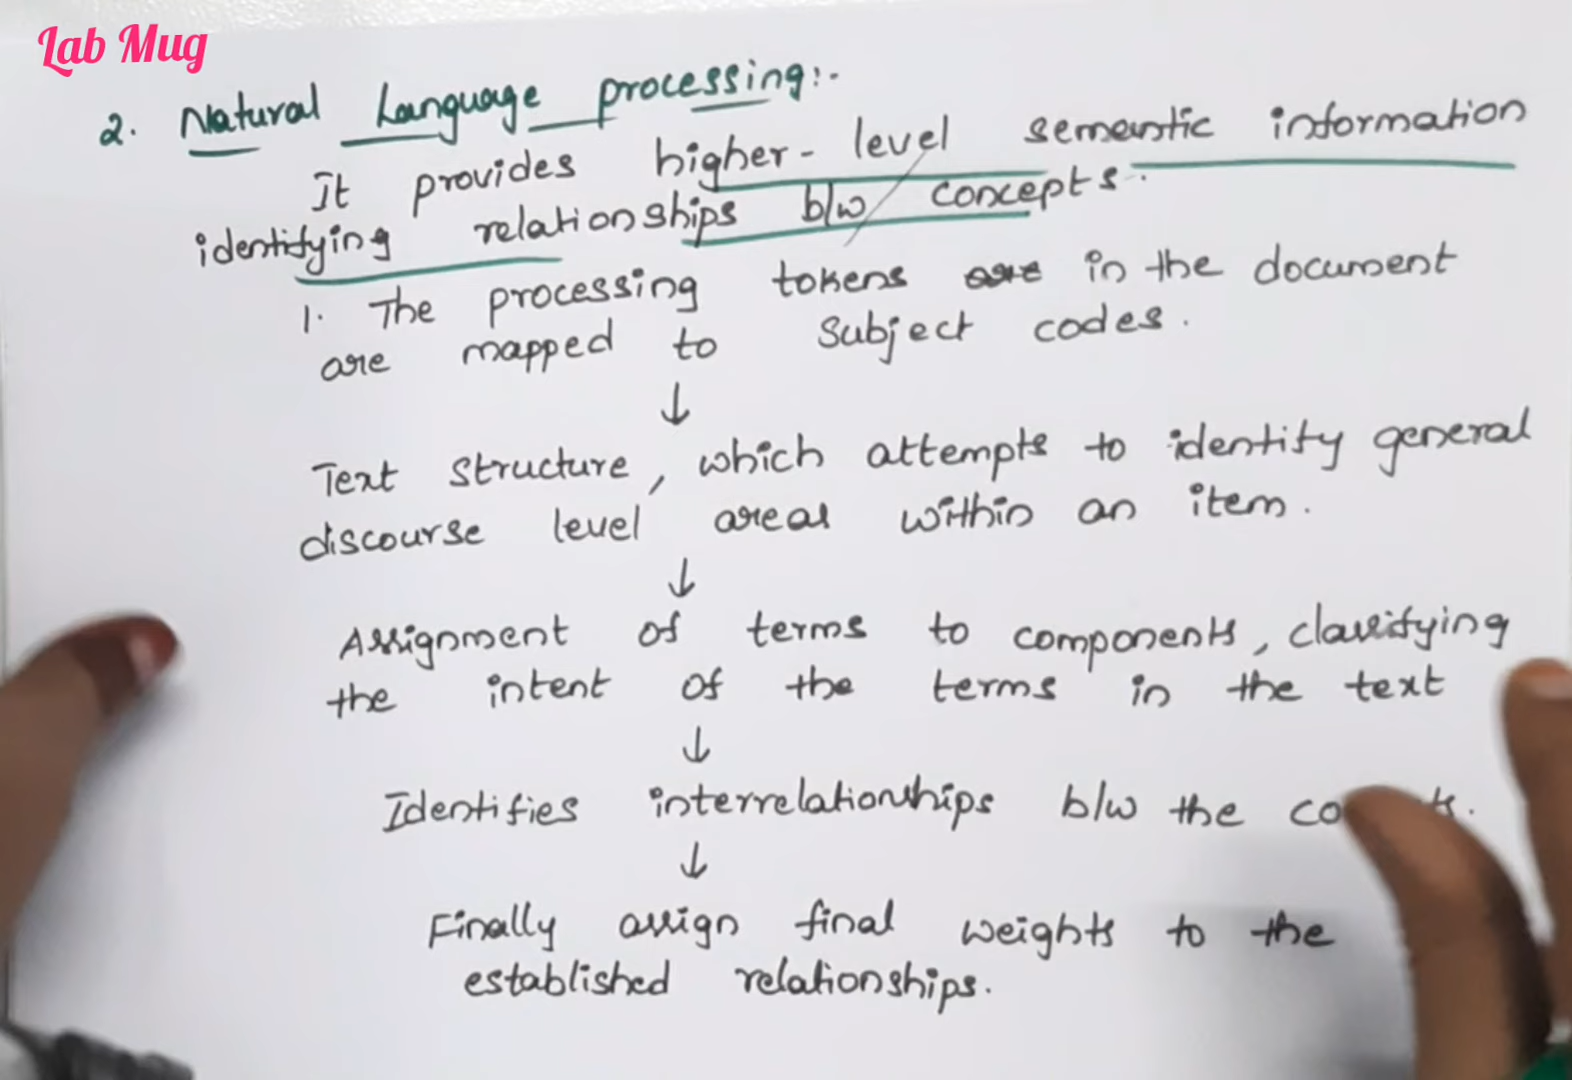 Lab Mug
2. Natural Language processing:-
It provides higher-level semantic information
identifying relationships b/w concepts.
1. The processing tokens are in the document
are mapped to Subject codes.
↓
Text structure, which attempts to identify general
discourse level areas within an item.
↓
Assignment of terms to components, classifying
the intent of the terms in the text
↓
Identifies interrelationships b/w the
↓
Finally assign final weights to the
established relationships.